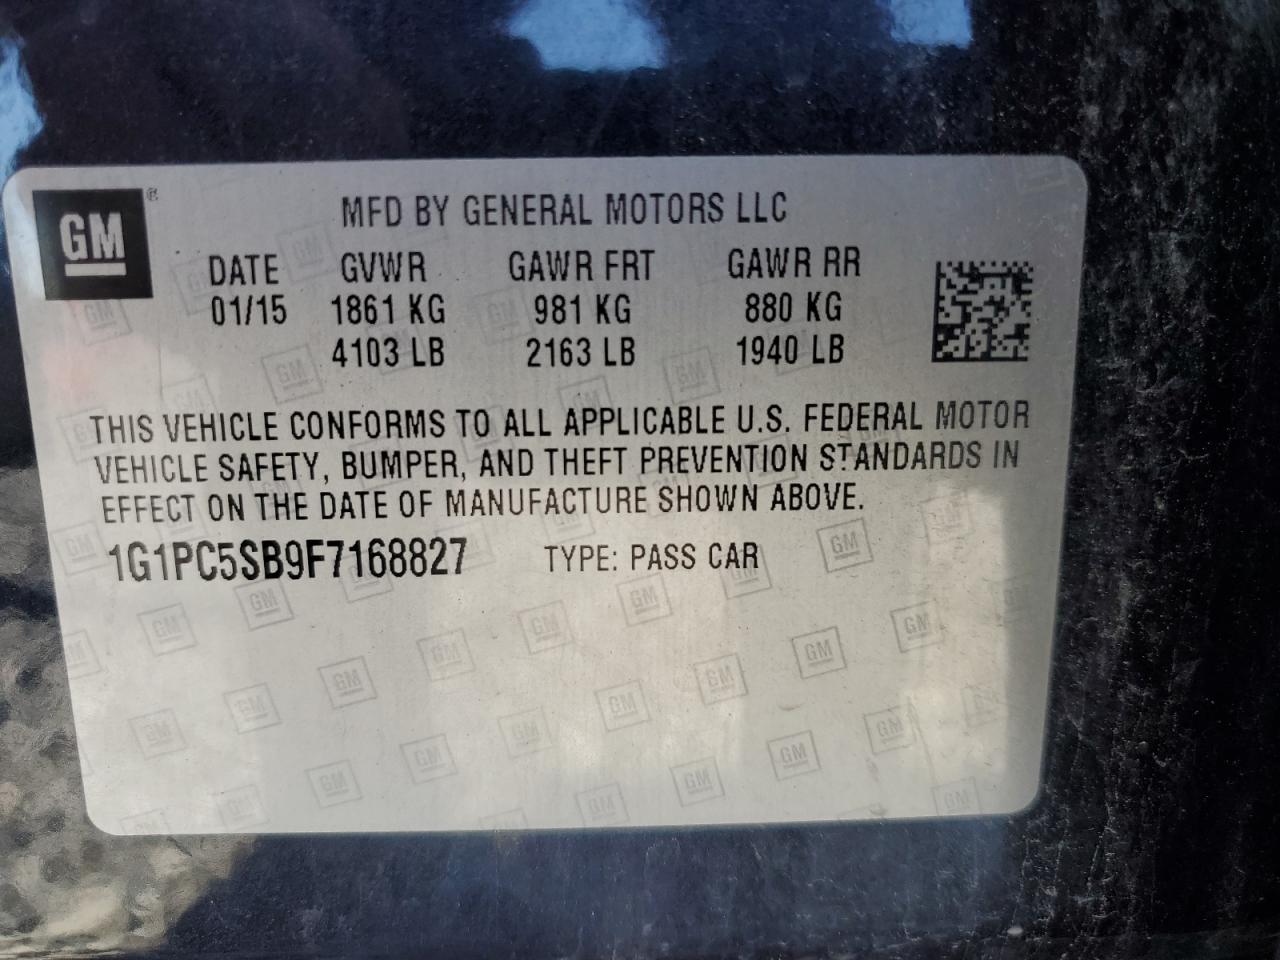 GM ®
MFD BY GENERAL MOTORS LLC
DATE GVWR GAWR FRT GAWR RR
01/15 1861 KG 981 KG 880 KG
4103 LB 2163 LB 1940 LB
THIS VEHICLE CONFORMS TO ALL APPLICABLE U.S. FEDERAL MOTOR
VEHICLE SAFETY, BUMPER, AND THEFT PREVENTION STANDARDS IN
EFFECT ON THE DATE OF MANUFACTURE SHOWN ABOVE.
1G1PC5SB9F7168827 TYPE: PASS CAR